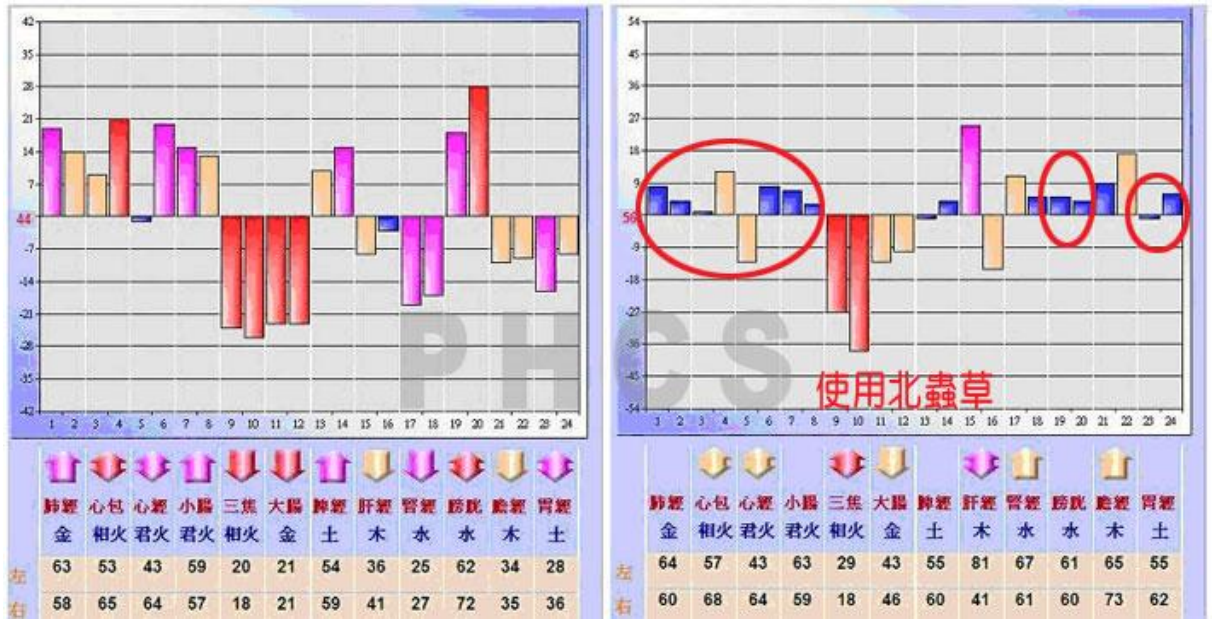 42
35
28
21
14
7
44
-7
-14
-21
-28
-35
-42
1 2 3 4 5 6 7 8 9 10 11 12 13 14 15 16 17 18 19 20 21 22 23 24
肺經 心包 心經 小腸 三焦 大腸 脾經 肝經 腎經 膀胱 膽經 胃經
金 相火 君火 君火 相火 金 土 木 水 水 木 土
左 63 53 43 59 20 21 54 36 25 62 34 28
右 58 65 64 57 18 21 59 41 27 72 35 36
54
45
36
27
18
9
56
-9
-18
-27
-36
-45
-54
PHCS
使用北蟲草
1 2 3 4 5 6 7 8 9 10 11 12 13 14 15 16 17 18 19 20 21 22 23 24
肺經 心包 心經 小腸 三焦 大腸 脾經 肝經 腎經 膀胱 膽經 胃經
金 相火 君火 君火 相火 金 土 木 水 水 木 土
左 64 57 43 63 29 43 55 81 67 61 65 55
右 60 68 64 59 18 46 60 41 61 60 73 62